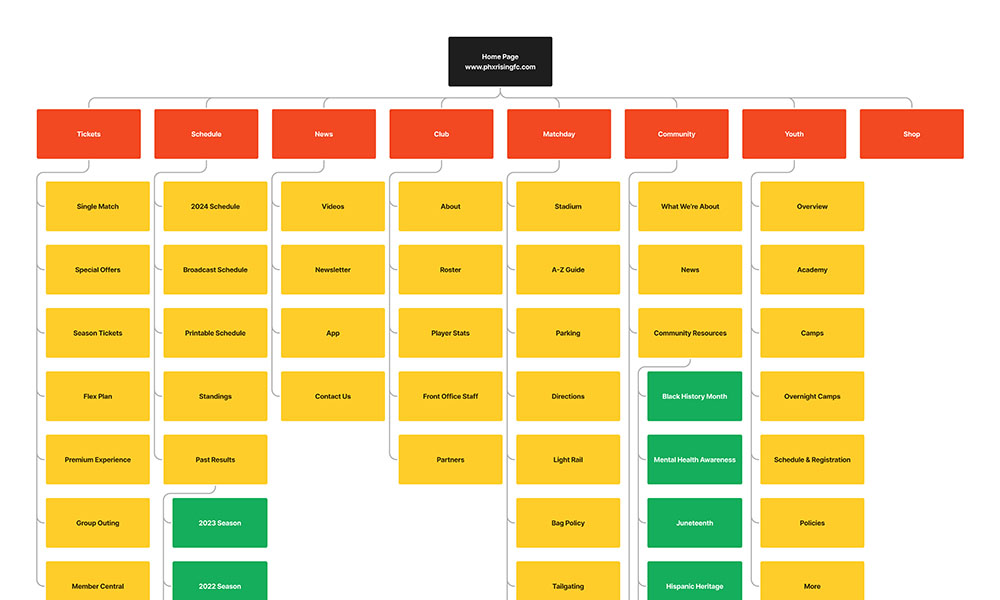 Home Page
www.phxrisingfc.com
Tickets
Schedule
News
Club
Matchday
Community
Youth
Shop
Single Match
2024 Schedule
Videos
About
Stadium
What We're About
Overview
Special Offers
Broadcast Schedule
Newsletter
Roster
A-Z Guide
News
Academy
Season Tickets
Printable Schedule
App
Player Stats
Parking
Community Resources
Camps
Flex Plan
Standings
Contact Us
Front Office Staff
Directions
Black History Month
Overnight Camps
Premium Experience
Past Results
Partners
Light Rail
Mental Health Awareness
Schedule & Registration
Group Outing
2023 Season
Bag Policy
Juneteenth
Policies
Member Central
2022 Season
Tailgating
Hispanic Heritage
More